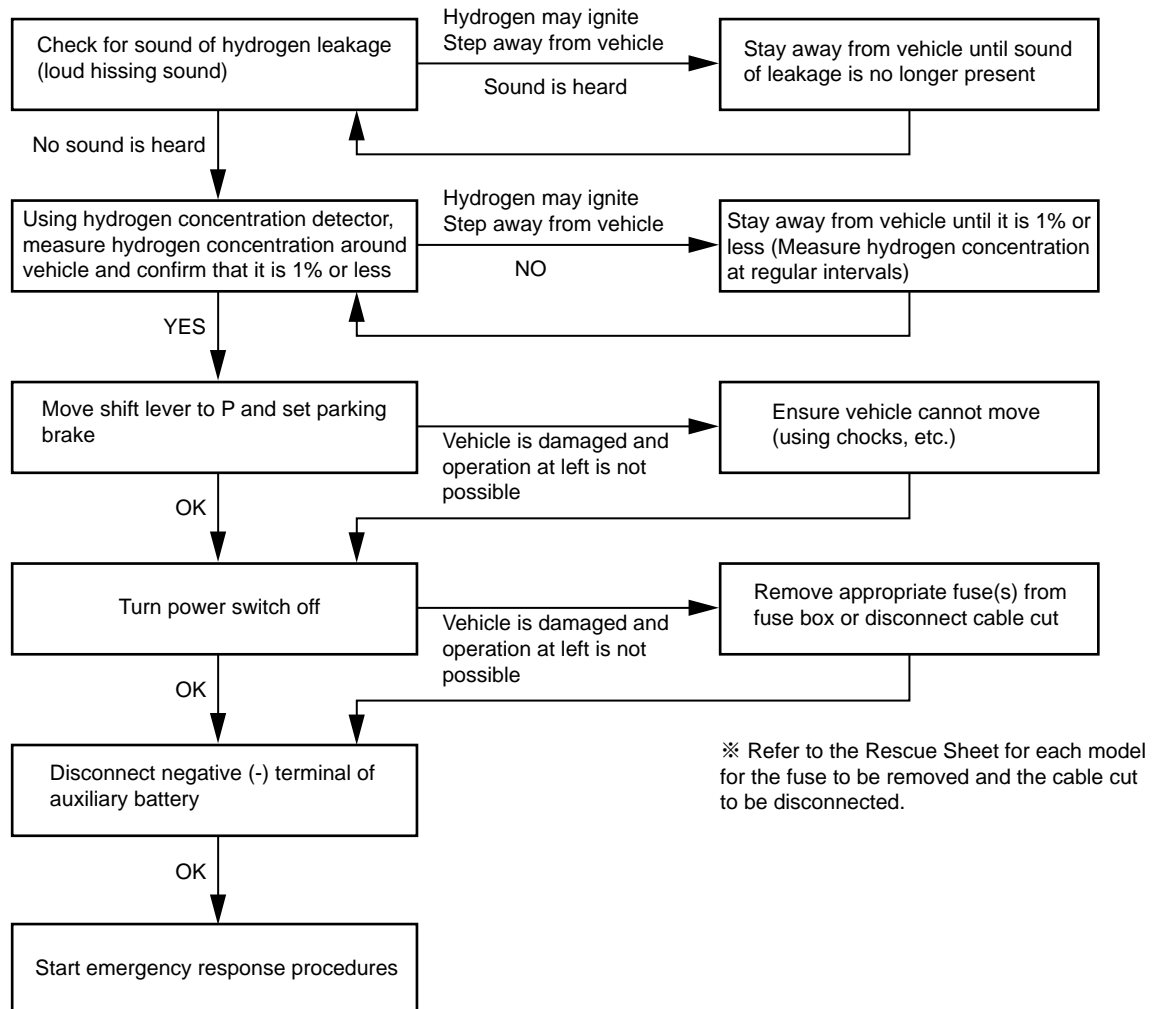 Check for sound of hydrogen leakage
(loud hissing sound)
Hydrogen may ignite
Step away from vehicle
Sound is heard
Stay away from vehicle until sound
of leakage is no longer present
No sound is heard
Using hydrogen concentration detector,
measure hydrogen concentration around
vehicle and confirm that it is 1% or less
Hydrogen may ignite
Step away from vehicle
NO
Stay away from vehicle until it is 1% or
less (Measure hydrogen concentration
at regular intervals)
YES
Move shift lever to P and set parking
brake
Vehicle is damaged and
operation at left is not
possible
Ensure vehicle cannot move
(using chocks, etc.)
OK
Turn power switch off
Vehicle is damaged and
operation at left is not
possible
Remove appropriate fuse(s) from
fuse box or disconnect cable cut
OK
Disconnect negative (-) terminal of
auxiliary battery
※ Refer to the Rescue Sheet for each model
for the fuse to be removed and the cable cut
to be disconnected.
OK
Start emergency response procedures